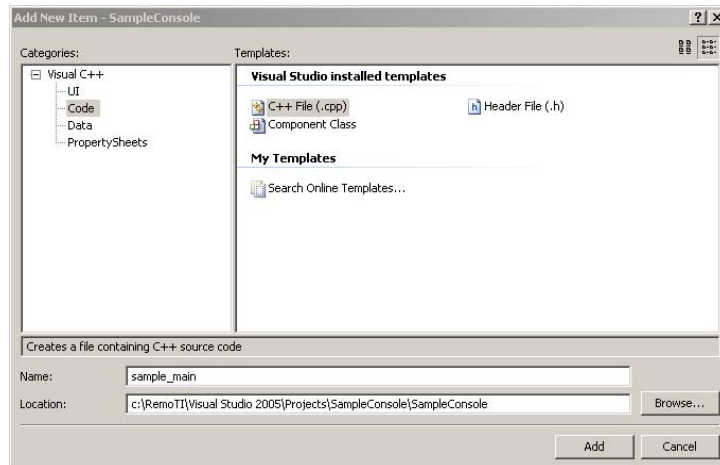 Add New Item - SampleConsole
Categories:
Templates:
Visual C++
UI
Code
Data
PropertySheets
Visual Studio installed templates
C++ File (.cpp)
Header File (.h)
Component Class
My Templates
Search Online Templates...
Creates a file containing C++ source code
Name:
sample_main
Location:
c:\RemoTI\Visual Studio 2005\Projects\SampleConsole\SampleConsole
Browse...
Add
Cancel